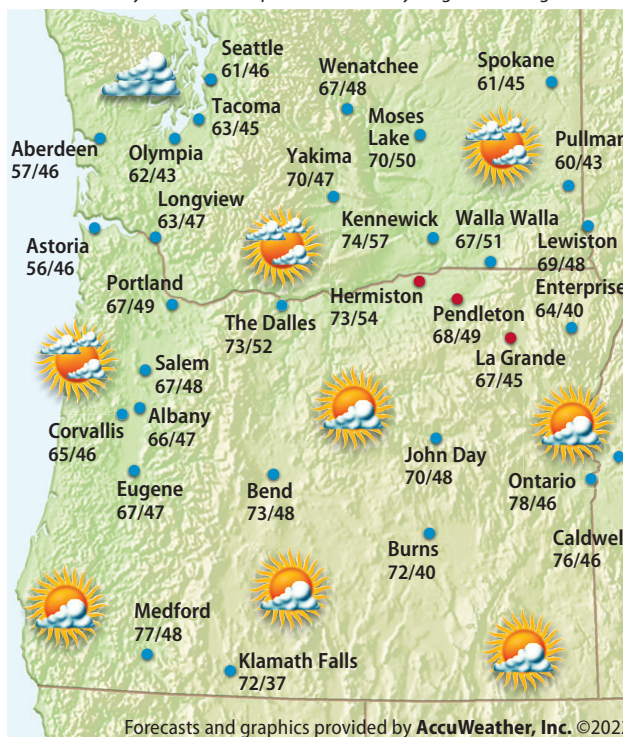 Seattle
61/46
Spokane
61/45
Wenatchee
67/48
Tacoma
63/45
Moses
Lake
70/50
Aberdeen
57/46
Olympia
62/43
Yakima
70/47
Pullman
60/43
Longview
63/47
Kennewick
74/57
Walla Walla
67/51
Astoria
56/46
Lewiston
69/48
Portland
67/49
Hermiston
73/54
Enterprise
64/40
The Dalles
73/52
Pendleton
68/49
La Grande
67/45
Salem
67/48
Albany
66/47
Corvallis
65/46
John Day
70/48
Ontario
78/46
Eugene
67/47
Bend
73/48
Burns
72/40
Caldwel
76/46
Medford
77/48
Klamath Falls
72/37
Forecasts and graphics provided by AccuWeather, Inc. ©202